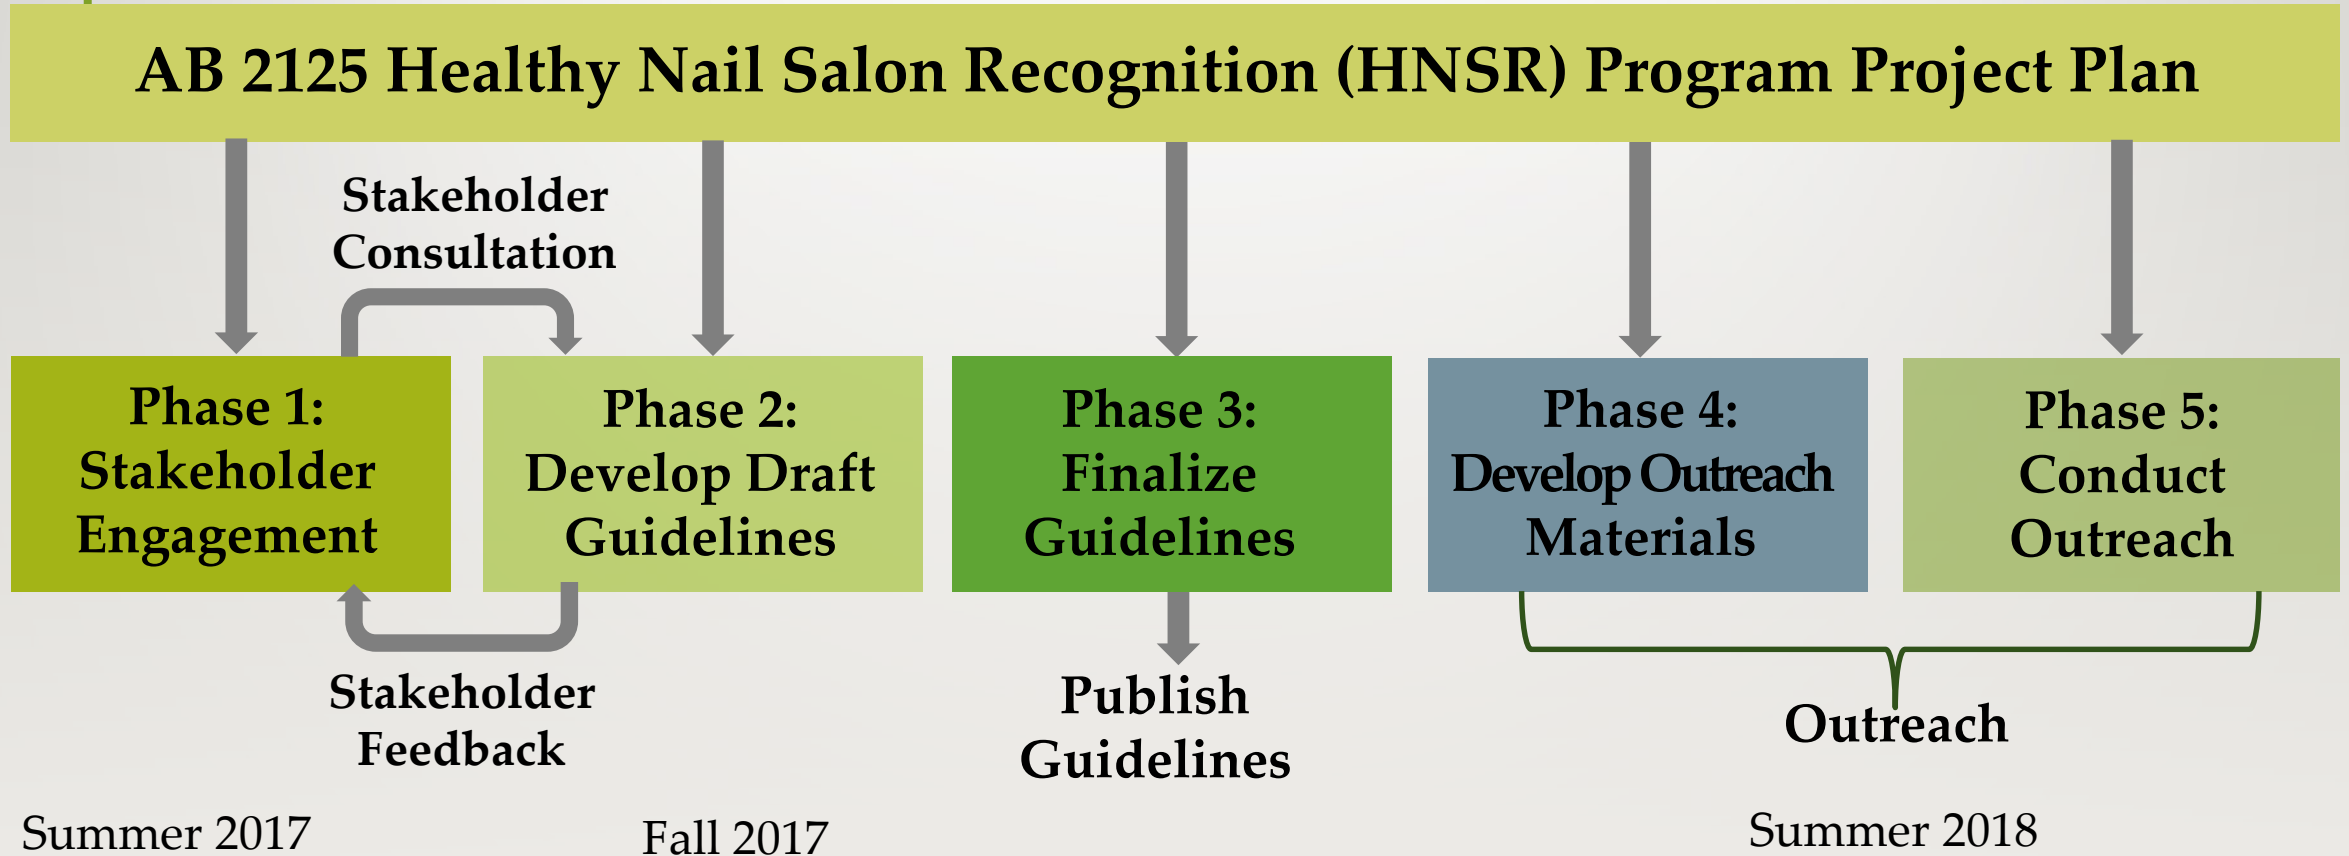 AB 2125 Healthy Nail Salon Recognition (HNSR) Program Project Plan
Stakeholder
Consultation
Phase 1:
Stakeholder
Engagement
Phase 2:
Develop Draft
Guidelines
Phase 3:
Finalize
Guidelines
Phase 4:
Develop Outreach
Materials
Phase 5:
Conduct
Outreach
Stakeholder
Feedback
Publish
Guidelines
Outreach
Summer 2017
Fall 2017
Summer 2018